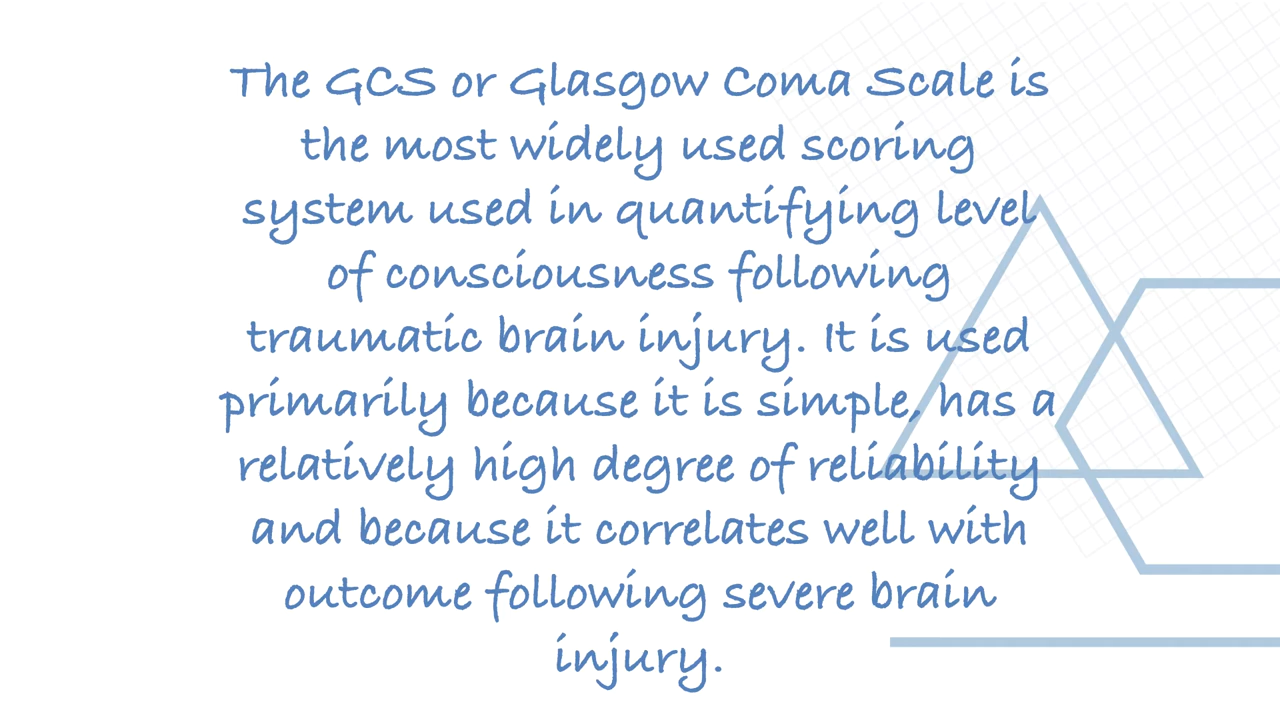 The GCS or Glasgow Coma Scale is
the most widely used scoring
system used in quantifying level
of consciousness following
traumatic brain injury. It is used
primarily because it is simple, has a
relatively high degree of reliability
and because it correlates well with
outcome following severe brain
injury.